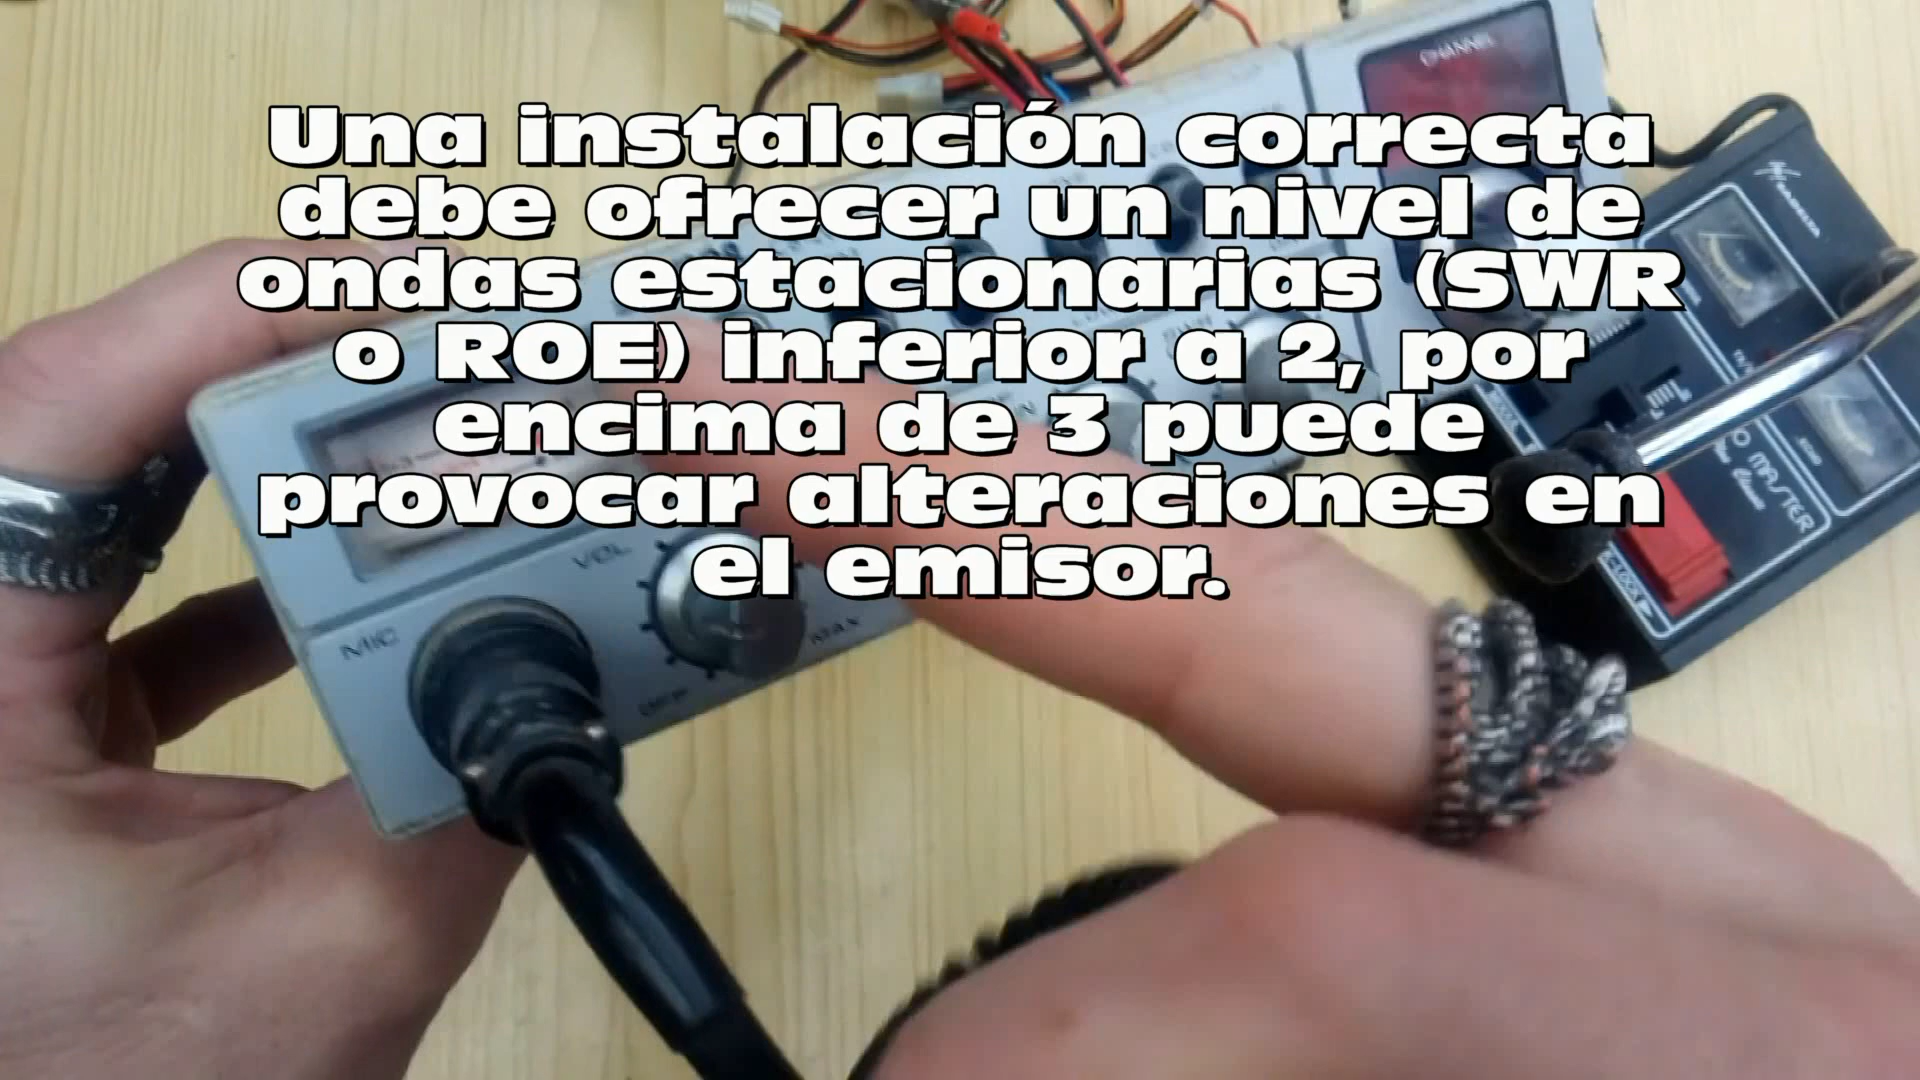 Una instalación correcta
debe ofrecer un nivel de
ondas estacionarias (SWR
o ROE) inferior a 2, por
encima de 3 puede
provocar alteraciones en
el emisor.
CHANNEL
VOL
MIC
MAX
MASTER